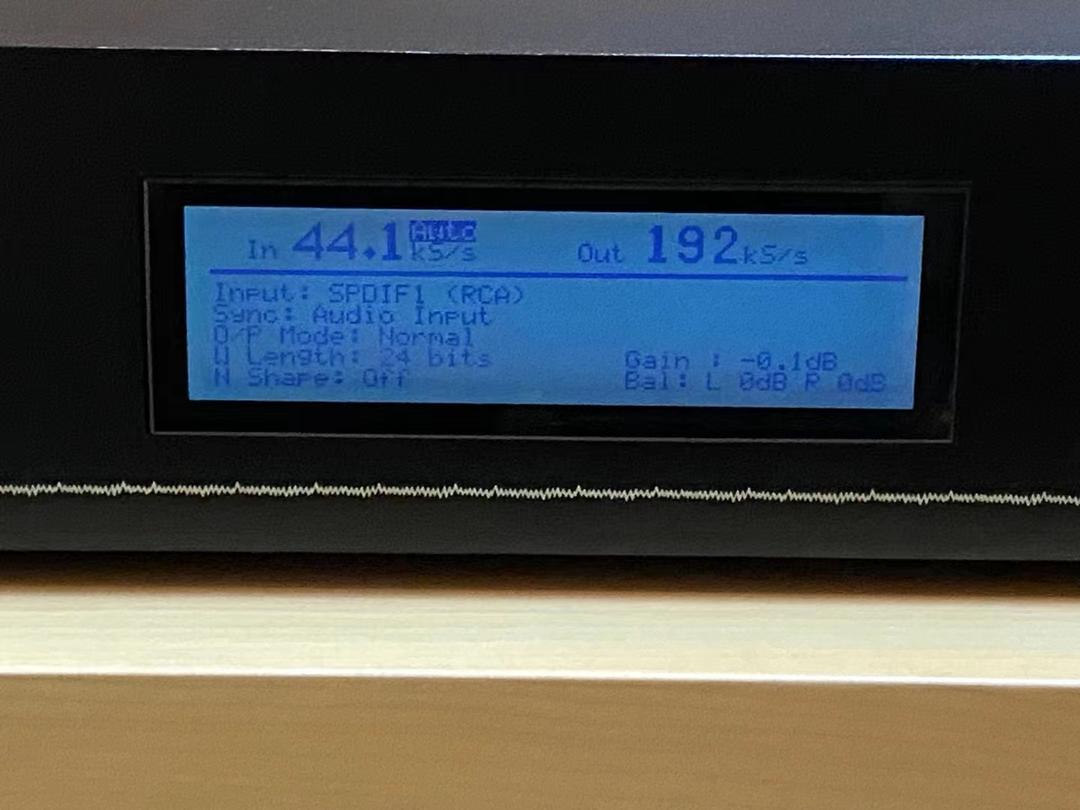 In 44.1 Auto kS/s Out 192 kS/s
Input: SPDIF1 (RCA)
Sync: Audio Input
O/P Mode: Normal
W Length: 24 bits Gain : -0.1dB
N Shape: Off Bal: L 0dB R 0dB